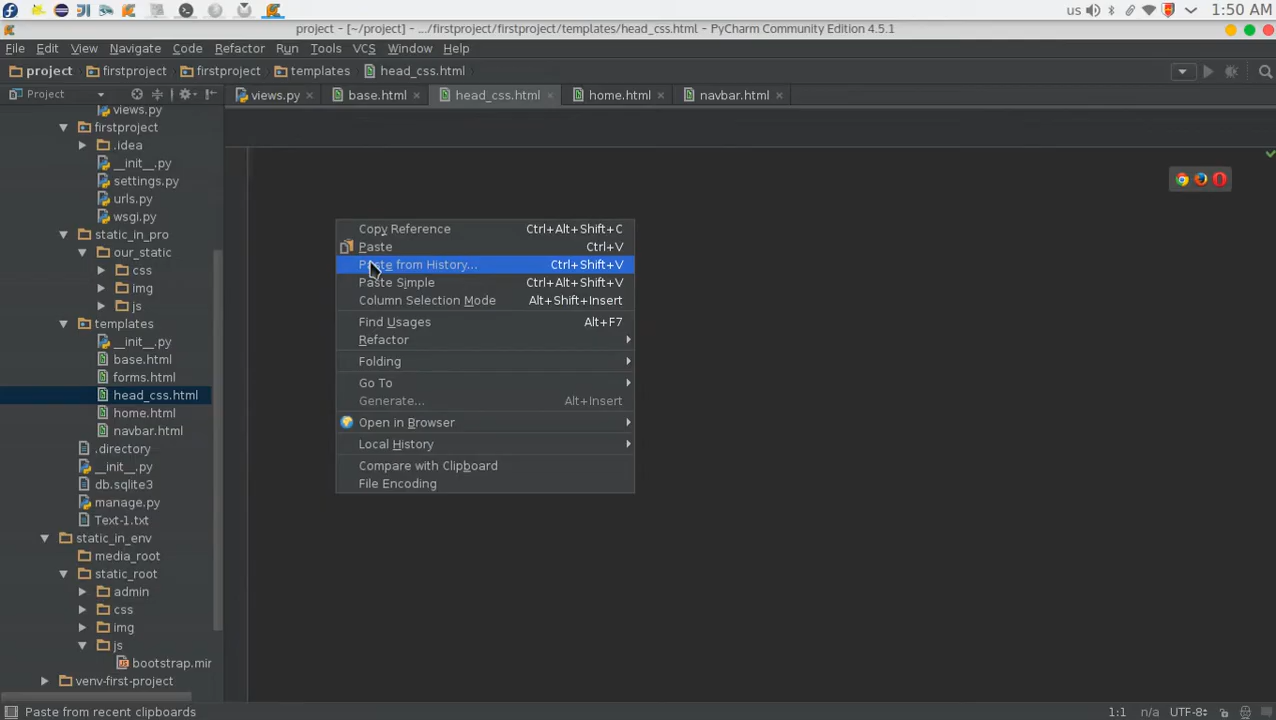 us 1:50 AM
project - [~/project] - .../firstproject/firstproject/templates/head_css.html - PyCharm Community Edition 4.5.1
File Edit View Navigate Code Refactor Run Tools VCS Window Help
project firstproject firstproject templates head_css.html
Project views.py base.html head_css.html home.html navbar.html
views.py
firstproject
.idea
__init__.py
settings.py
urls.py
wsgi.py
static_in_pro
our_static
css
img
js
templates
__init__.py
base.html
forms.html
head_css.html
home.html
navbar.html
.directory
__init__.py
db.sqlite3
manage.py
Text-1.txt
static_in_env
media_root
static_root
admin
css
img
js
bootstrap.mir
venv-first-project
Copy Reference Ctrl+Alt+Shift+C
Paste Ctrl+V
Paste from History... Ctrl+Shift+V
Paste Simple Ctrl+Alt+Shift+V
Column Selection Mode Alt+Shift+Insert
Find Usages Alt+F7
Refactor
Folding
Go To
Generate... Alt+Insert
Open in Browser
Local History
Compare with Clipboard
File Encoding
Paste from recent clipboards 1:1 n/a UTF-8